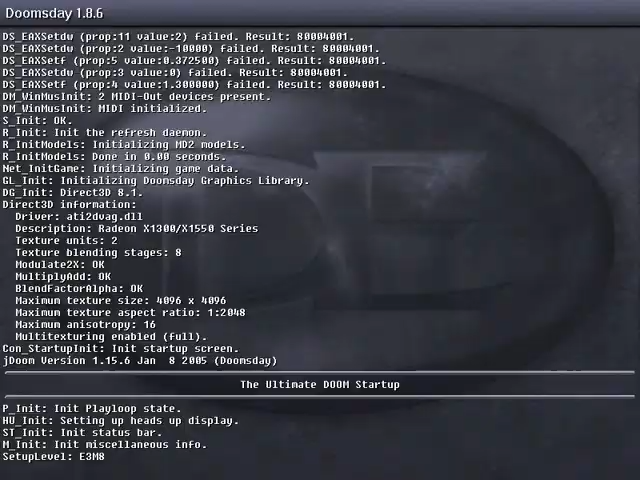 Doomsday 1.8.6
DS_EAXSetdw (prop:11 value:2) failed. Result: 80004001.
DS_EAXSetdw (prop:2 value:-10000) failed. Result: 80004001.
DS_EAXSetf (prop:5 value:0.372500) failed. Result: 80004001.
DS_EAXSetdw (prop:3 value:0) failed. Result: 80004001.
DS_EAXSetf (prop:4 value:1.300000) failed. Result: 80004001.
DM_WinMusInit: 2 MIDI-Out devices present.
DM_WinMusInit: MIDI initialized.
S_Init: OK.
R_Init: Init the refresh daemon.
R_InitModels: Initializing MD2 models.
R_InitModels: Done in 0.00 seconds.
Net_InitGame: Initializing game data.
GL_Init: Initializing Doomsday Graphics Library.
DG_Init: Direct3D 8.1.
Direct3D information:
Driver: ati2dvag.dll
Description: Radeon X1300/X1550 Series
Texture units: 2
Texture blending stages: 8
Modulate2X: OK
MultiplyAdd: OK
BlendFactorAlpha: OK
Maximum texture size: 4096 x 4096
Maximum texture aspect ratio: 1:2048
Maximum anisotropy: 16
Multitexturing enabled (full).
Con_StartupInit: Init startup screen.
jDoom Version 1.15.6 Jan  8 2005 (Doomsday)
The Ultimate DOOM Startup
P_Init: Init Playloop state.
HU_Init: Setting up heads up display.
ST_Init: Init status bar.
M_Init: Init miscellaneous info.
SetupLevel: E3M8